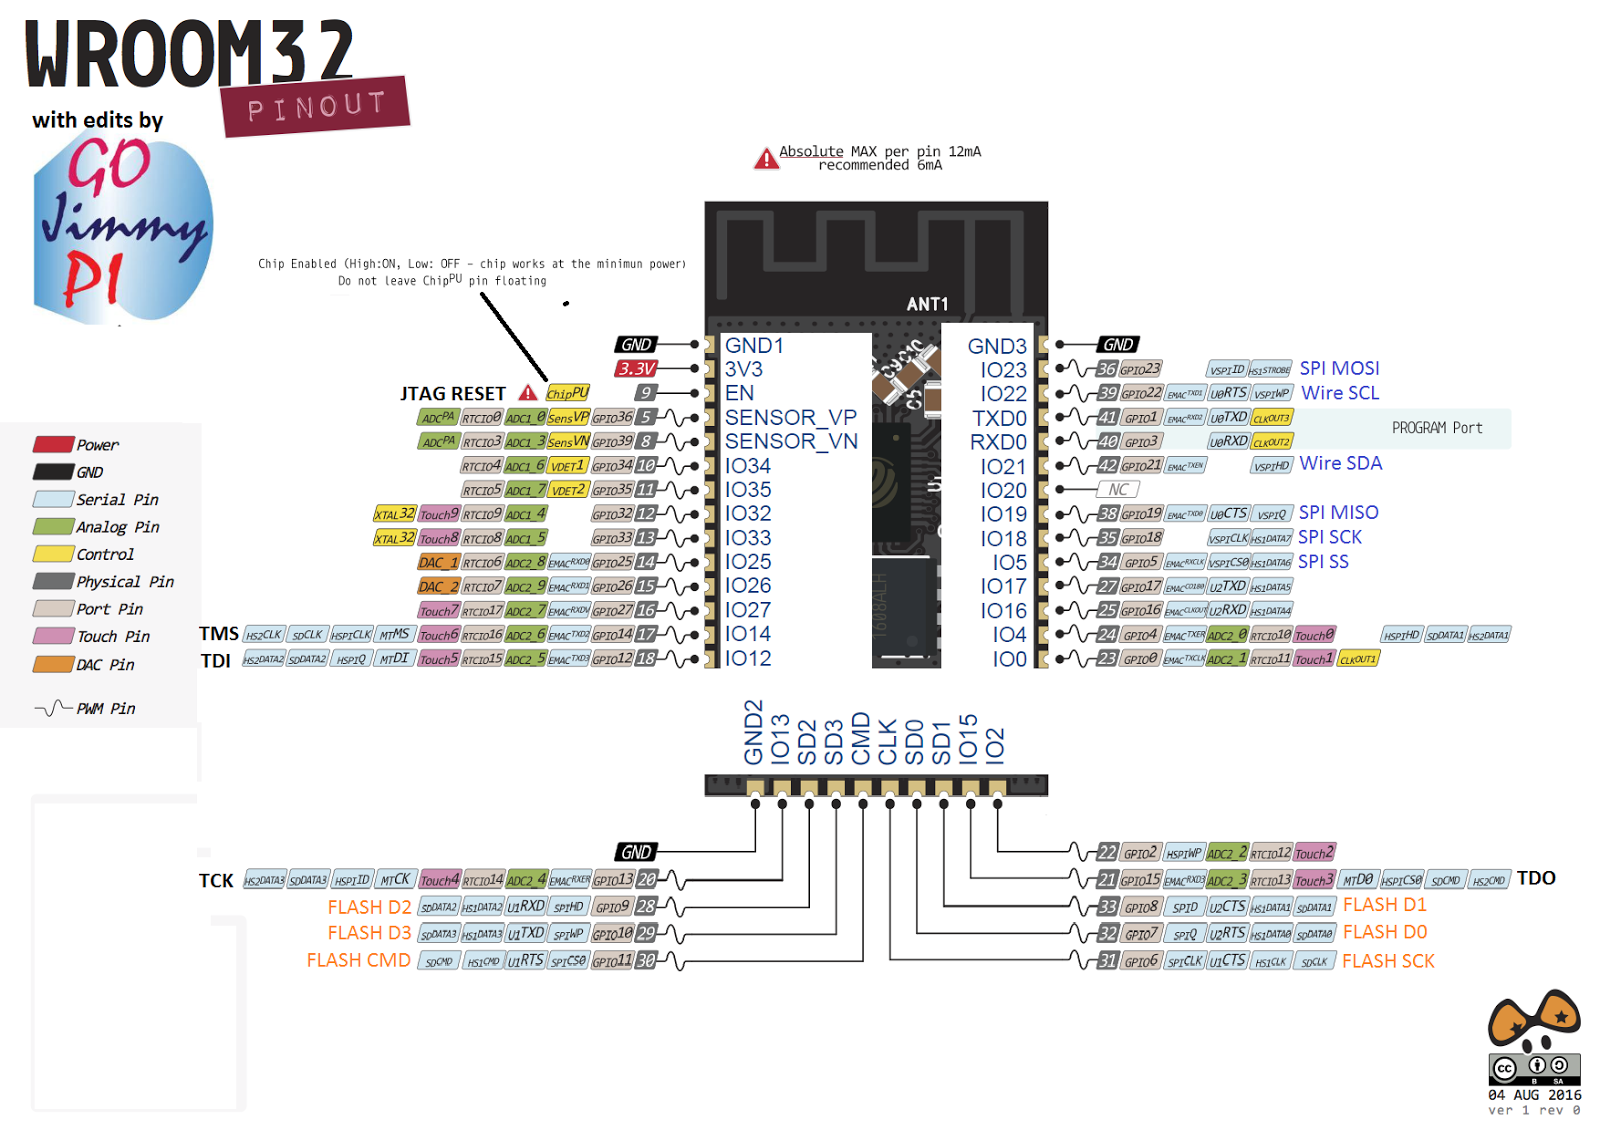 WROOM32
PINOUT
with edits by
GO
Jimmy
PI
Absolute MAX per pin 12mA
recommended 6mA
Chip Enabled (High:ON, Low: OFF - chip works at the minimun power)
Do not leave ChipPU pin floating
ANT1
Power
GND
Serial Pin
Analog Pin
Control
Physical Pin
Port Pin
Touch Pin
DAC Pin
PWM Pin
GND GND1
3.3V 3V3
JTAG RESET ChipPU 9 EN
ADCPA RTCIO0 ADC1_0 SensVP GPIO36 5 SENSOR_VP
ADCPA RTCIO3 ADC1_3 SensVN GPIO39 8 SENSOR_VN
RTCIO4 ADC1_6 VDET1 GPIO34 10 IO34
RTCIO5 ADC1_7 VDET2 GPIO35 11 IO35
XTAL32 Touch9 RTCIO9 ADC1_4 GPIO32 12 IO32
XTAL32 Touch8 RTCIO8 ADC1_5 GPIO33 13 IO33
DAC_1 RTCIO6 ADC2_8 EMACRXD0 GPIO25 14 IO25
DAC_2 RTCIO7 ADC2_9 EMACRXD1 GPIO26 15 IO26
Touch7 RTCIO17 ADC2_7 EMACRXDV GPIO27 16 IO27
TMS HS2CLK SDCLK HSPICLK MTMS Touch6 RTCIO16 ADC2_6 EMACTXD2 GPIO14 17 IO14
TDI HS2DATA2 SDDATA2 HSPIQ MTDI Touch5 RTCIO15 ADC2_5 EMACTXD3 GPIO12 18 IO12
GND3 GND
IO23 36 GPIO23 VSPIID HS1STROBE SPI MOSI
IO22 39 GPIO22 EMACTXD1 U0RTS VSPIWP Wire SCL
TXD0 41 GPIO1 EMACRXD2 U0TXD CLKOUT3
PROGRAM Port
RXD0 40 GPIO3 U0RXD CLKOUT2
IO21 42 GPIO21 EMACTXEN VSPIHD Wire SDA
IO20 NC
IO19 38 GPIO19 EMACTXD0 U0CTS VSPIQ SPI MISO
IO18 35 GPIO18 VSPICLK HS1DATA7 SPI SCK
IO5 34 GPIO5 EMACRXCLK VSPICS0 HS1DATA6 SPI SS
IO17 27 GPIO17 EMACCO180 U2TXD HS1DATA5
IO16 25 GPIO16 EMACCLKOUT U2RXD HS1DATA4
IO4 24 GPIO4 EMACTXER ADC2_0 RTCIO10 Touch0 HSPIHD SDDATA1 HS2DATA1
IO0 23 GPIO0 EMACTXCLK ADC2_1 RTCIO11 Touch1 CLKOUT1
GND2 IO13 SD2 SD3 CMD CLK SD0 SD1 IO15 IO2
GND
TCK HS2DATA3 SDDATA3 HSPIID MTCK Touch4 RTCIO14 ADC2_4 EMACRXER GPIO13 20
FLASH D2 SDDATA2 HS1DATA2 U1RXD SPIHD GPIO9 28
FLASH D3 SDDATA3 HS1DATA3 U1TXD SPIWP GPIO10 29
FLASH CMD SDCMD HS1CMD U1RTS SPICS0 GPIO11 30
22 GPIO2 HSPIWP ADC2_2 RTCIO12 Touch2
21 GPIO15 EMACRXD3 ADC2_3 RTCIO13 Touch3 MTD0 HSPICS0 SDCMD HS2CMD TDO
33 GPIO8 SPID U2CTS HS1DATA1 SDDATA1 FLASH D1
32 GPIO7 SPIQ U2RTS HS1DATA0 SDDATA0 FLASH D0
31 GPIO6 SPICLK U1CTS HS1CLK SDCLK FLASH SCK
cc
B SA
04 AUG 2016
ver 1 rev 0